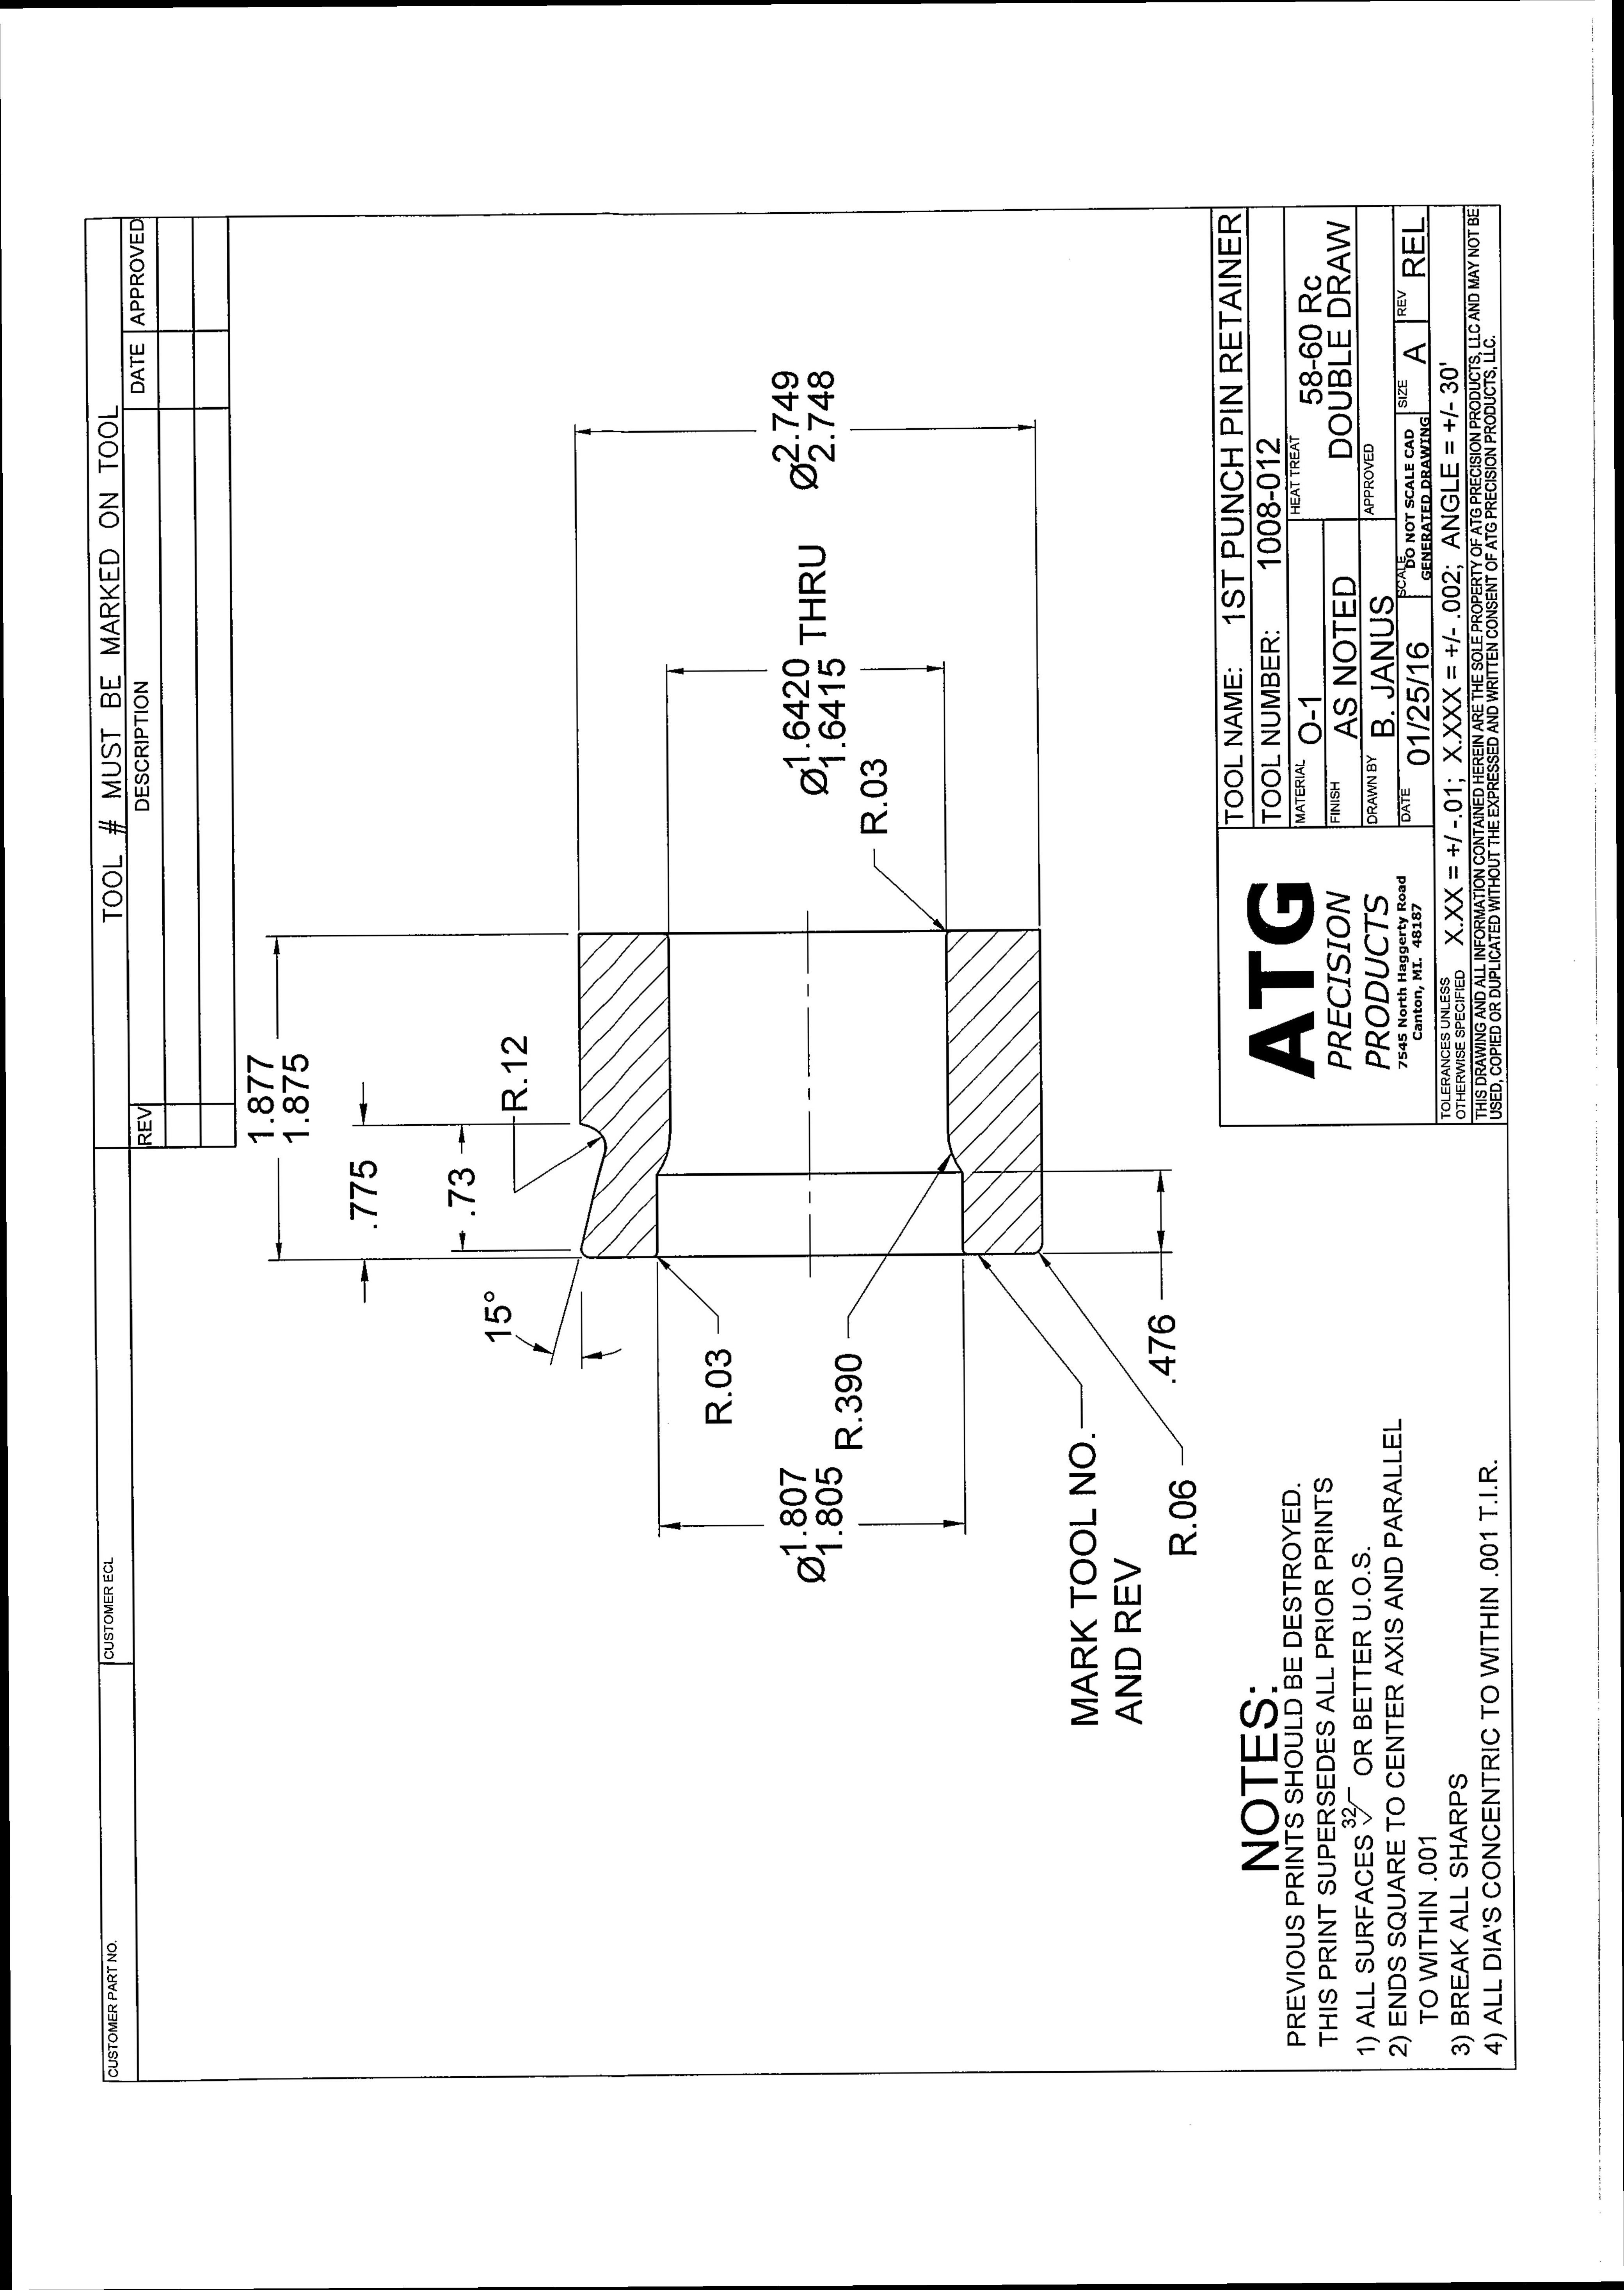 CUSTOMER PART NO.
CUSTOMER ECL
TOOL # MUST BE MARKED ON TOOL
REV
DESCRIPTION
DATE
APPROVED
1.877
1.875
.775
.73
R.12
15°
R.03
Ø1.807
1.805
R.390
Ø1.6420 THRU
1.6415
Ø2.749
2.748
R.03
.476
MARK TOOL NO.
AND REV
R.06
NOTES:
PREVIOUS PRINTS SHOULD BE DESTROYED.
THIS PRINT SUPERSEDES ALL PRIOR PRINTS
1) ALL SURFACES 32 OR BETTER U.O.S.
2) ENDS SQUARE TO CENTER AXIS AND PARALLEL
TO WITHIN .001
3) BREAK ALL SHARPS
4) ALL DIA'S CONCENTRIC TO WITHIN .001 T.I.R.
ATG
PRECISION
PRODUCTS
7545 North Haggerty Road
Canton, MI. 48187
TOOL NAME: 1ST PUNCH PIN RETAINER
TOOL NUMBER: 1008-012
MATERIAL O-1
HEAT TREAT 58-60 Rc
DOUBLE DRAW
FINISH AS NOTED
DRAWN BY B. JANUS
APPROVED
DATE 01/25/16
SCALE DO NOT SCALE CAD
GENERATED DRAWING
SIZE A
REV REL
TOLERANCES UNLESS
OTHERWISE SPECIFIED
X.XX = +/-.01; X.XXX = +/- .002; ANGLE = +/- 30'
THIS DRAWING AND ALL INFORMATION CONTAINED HEREIN ARE THE SOLE PROPERTY OF ATG PRECISION PRODUCTS, LLC AND MAY NOT BE
USED, COPIED OR DUPLICATED WITHOUT THE EXPRESSED AND WRITTEN CONSENT OF ATG PRECISION PRODUCTS, LLC.